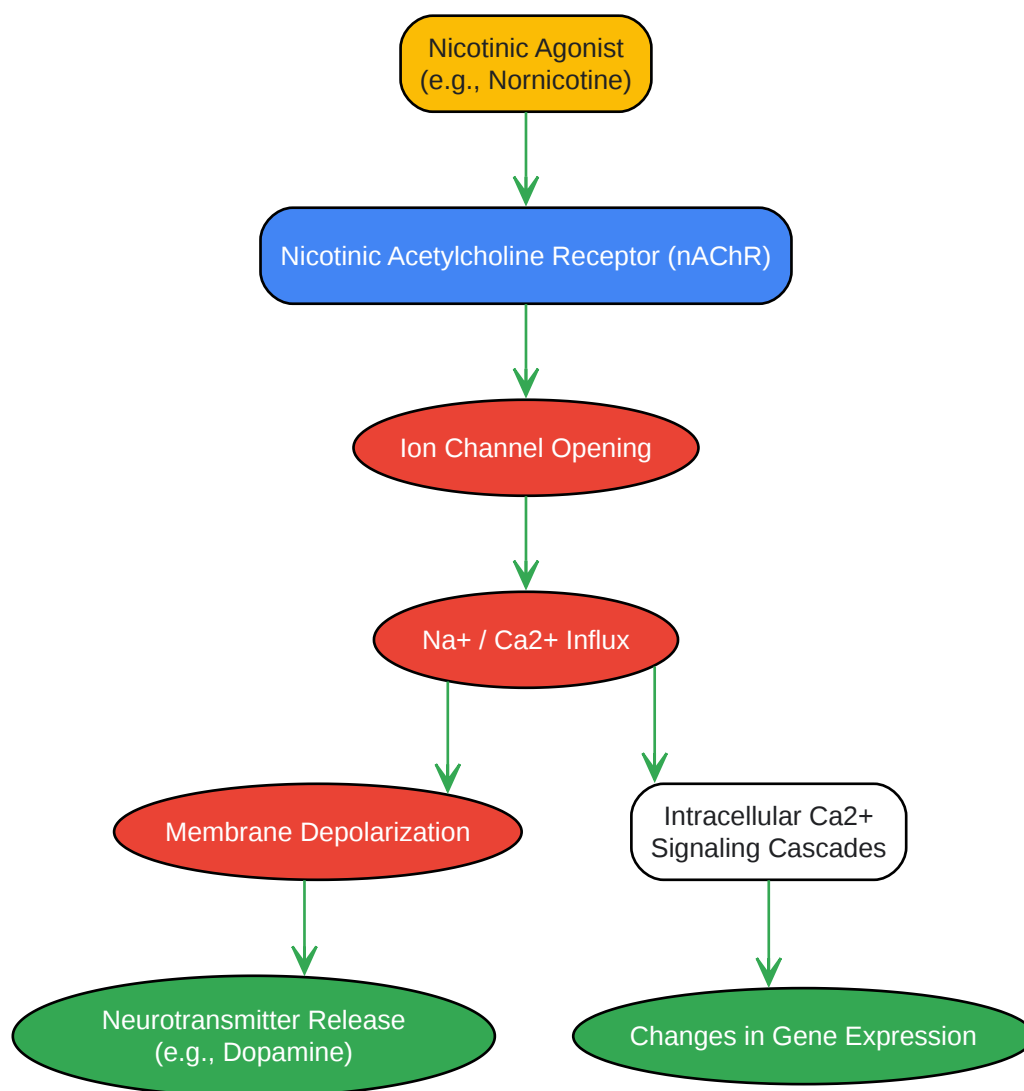 Nicotinic Agonist
(e.g., Nornicotine)
Nicotinic Acetylcholine Receptor (nAChR)
Ion Channel Opening
Na+ / Ca2+ Influx
Membrane Depolarization
Intracellular Ca2+
Signaling Cascades
Neurotransmitter Release
(e.g., Dopamine)
Changes in Gene Expression